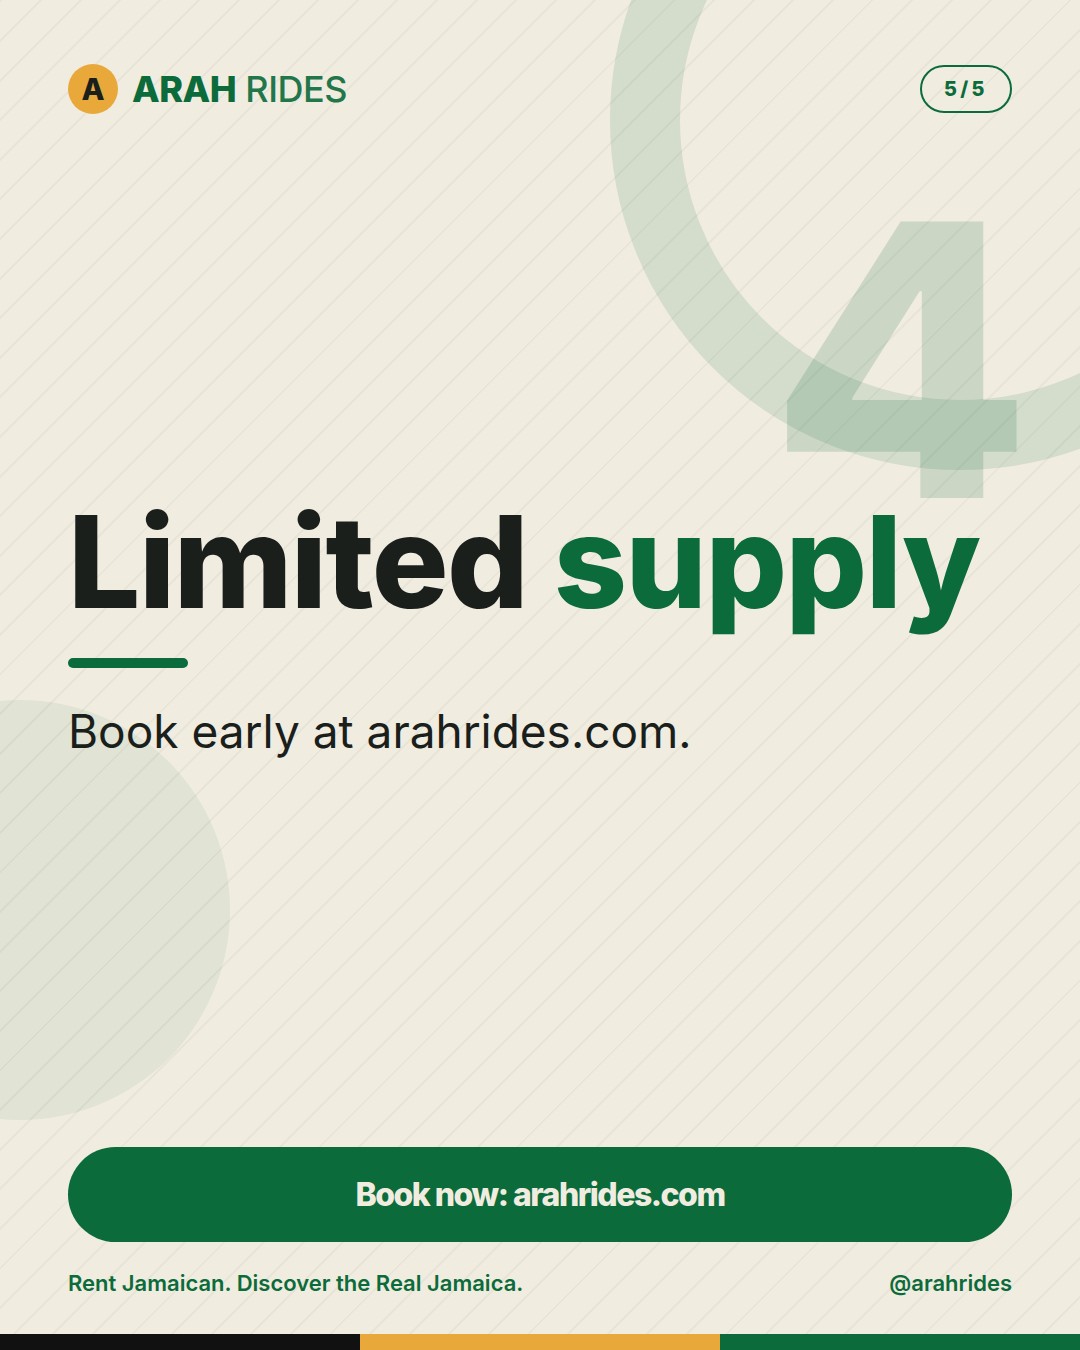 A ARAH RIDES
5/5
4
Limited supply
Book early at arahrides.com.
Book now: arahrides.com
Rent Jamaican. Discover the Real Jamaica.
@arahrides